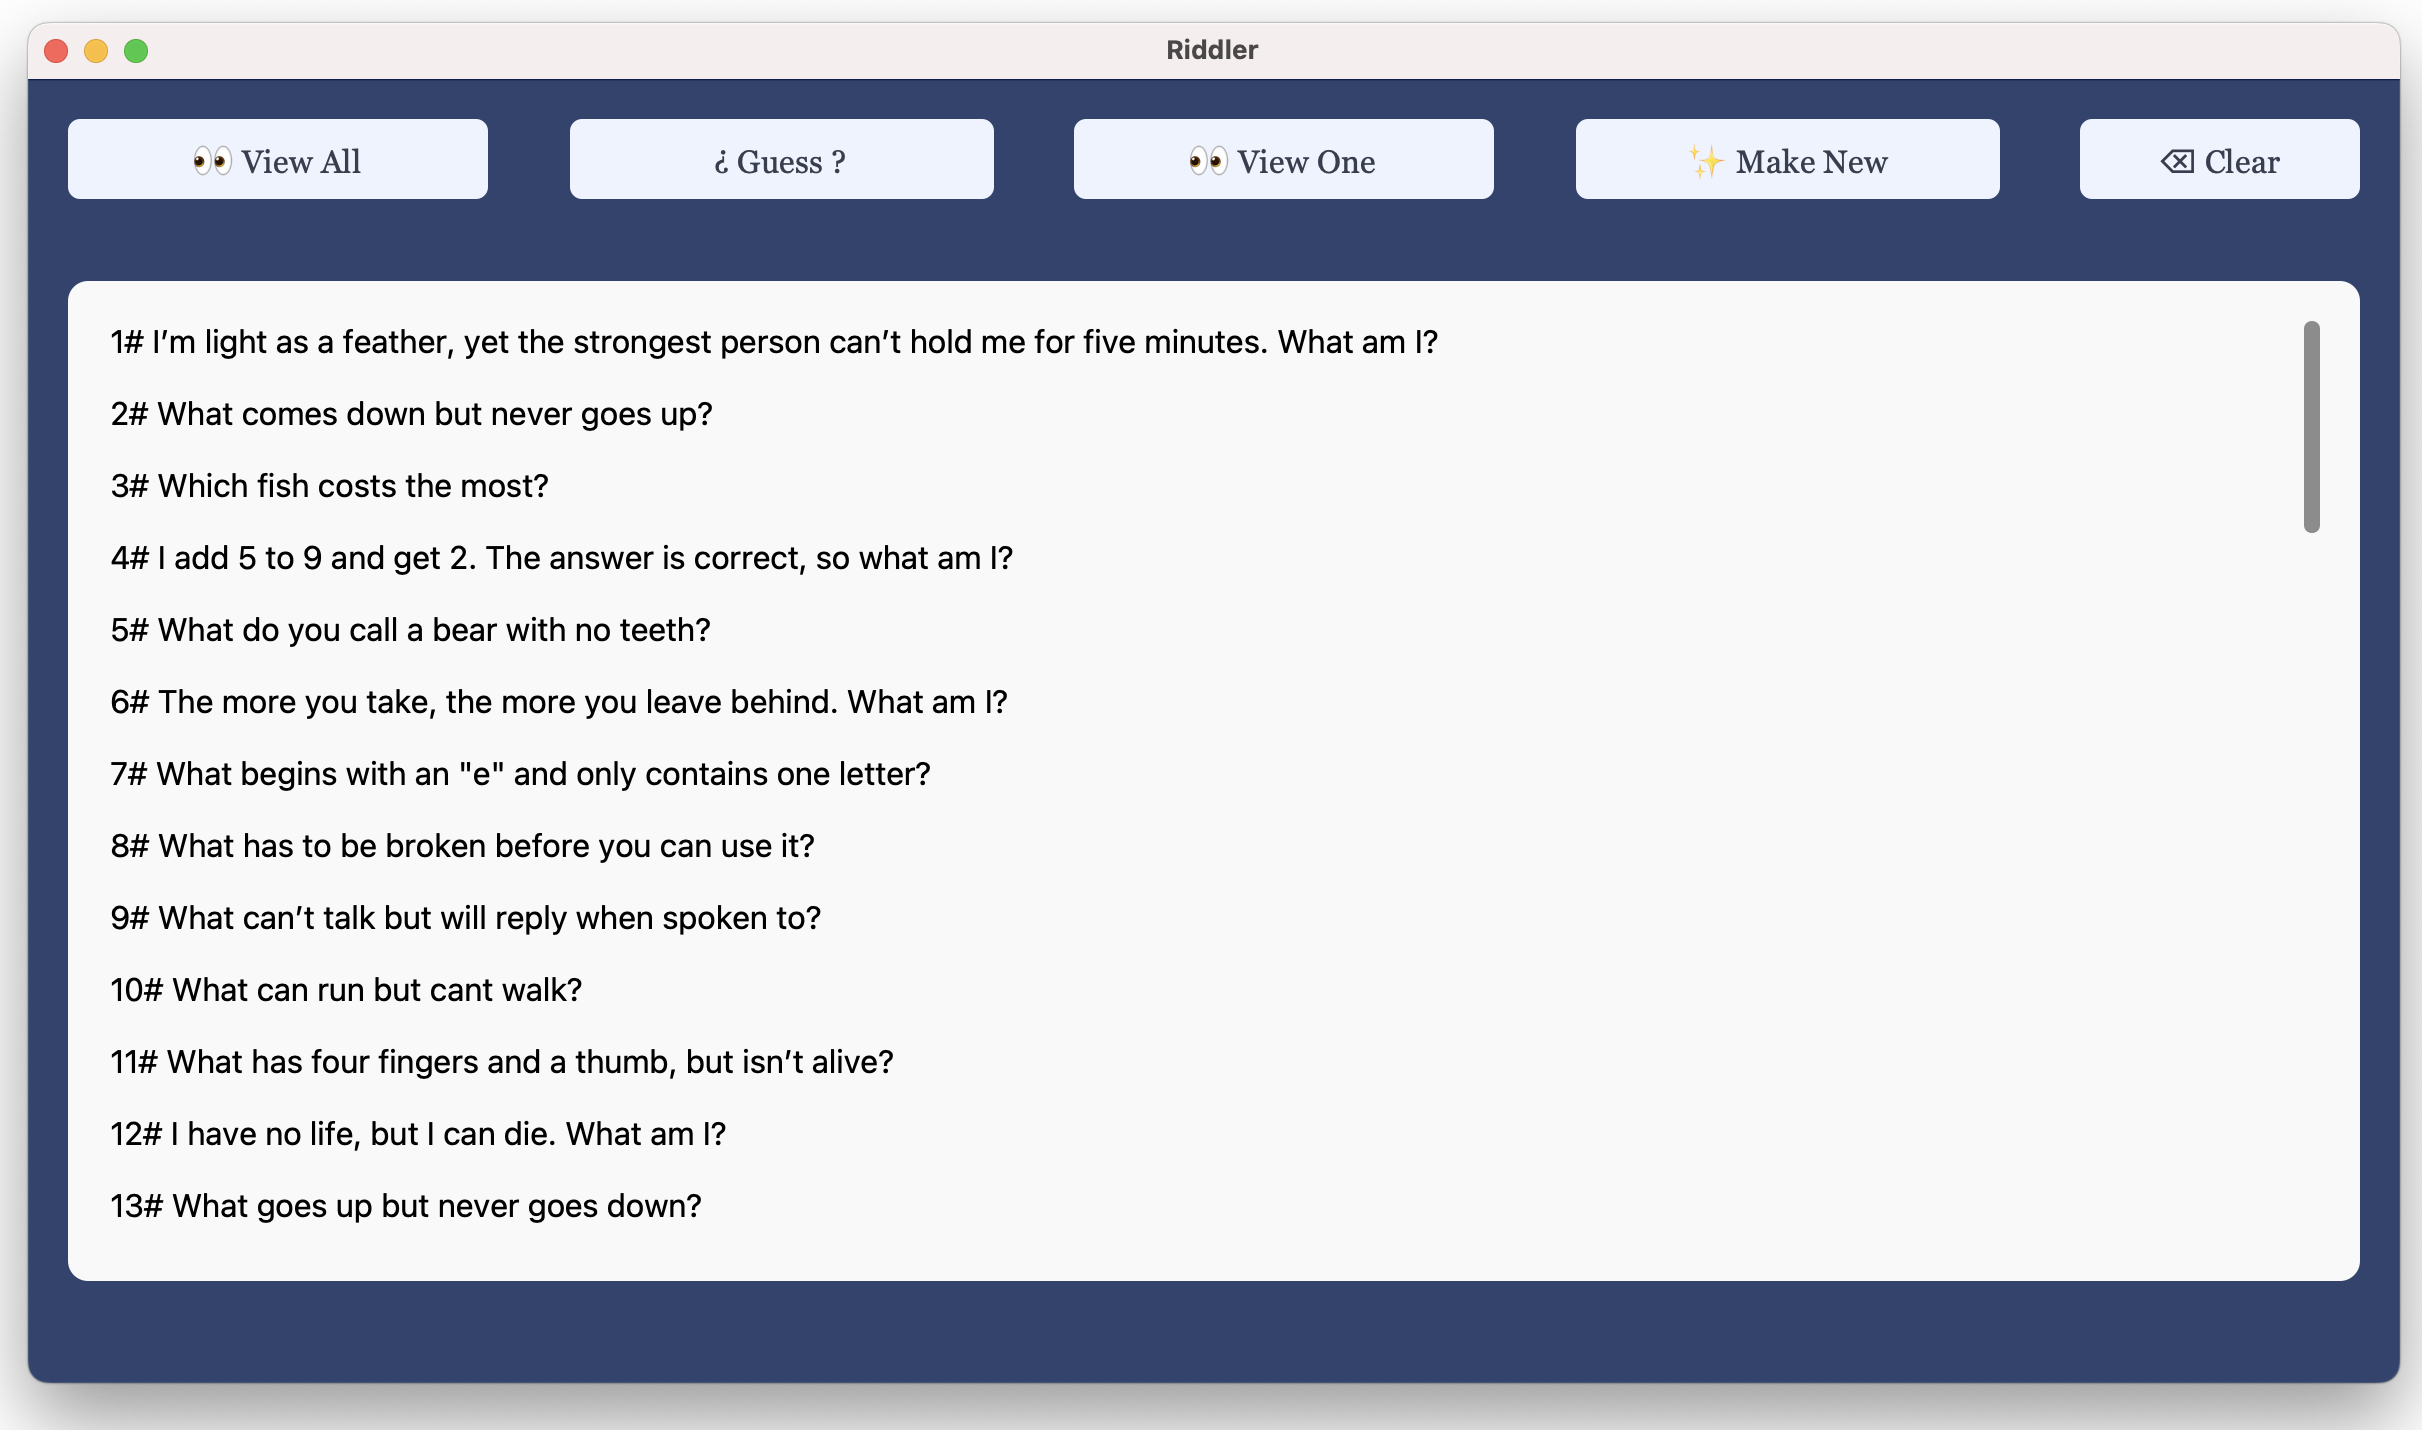 Riddler
👀 View All
¿ Guess ?
👀 View One
✨ Make New
⌫ Clear
1# I’m light as a feather, yet the strongest person can’t hold me for five minutes. What am I?
2# What comes down but never goes up?
3# Which fish costs the most?
4# I add 5 to 9 and get 2. The answer is correct, so what am I?
5# What do you call a bear with no teeth?
6# The more you take, the more you leave behind. What am I?
7# What begins with an "e" and only contains one letter?
8# What has to be broken before you can use it?
9# What can’t talk but will reply when spoken to?
10# What can run but cant walk?
11# What has four fingers and a thumb, but isn’t alive?
12# I have no life, but I can die. What am I?
13# What goes up but never goes down?